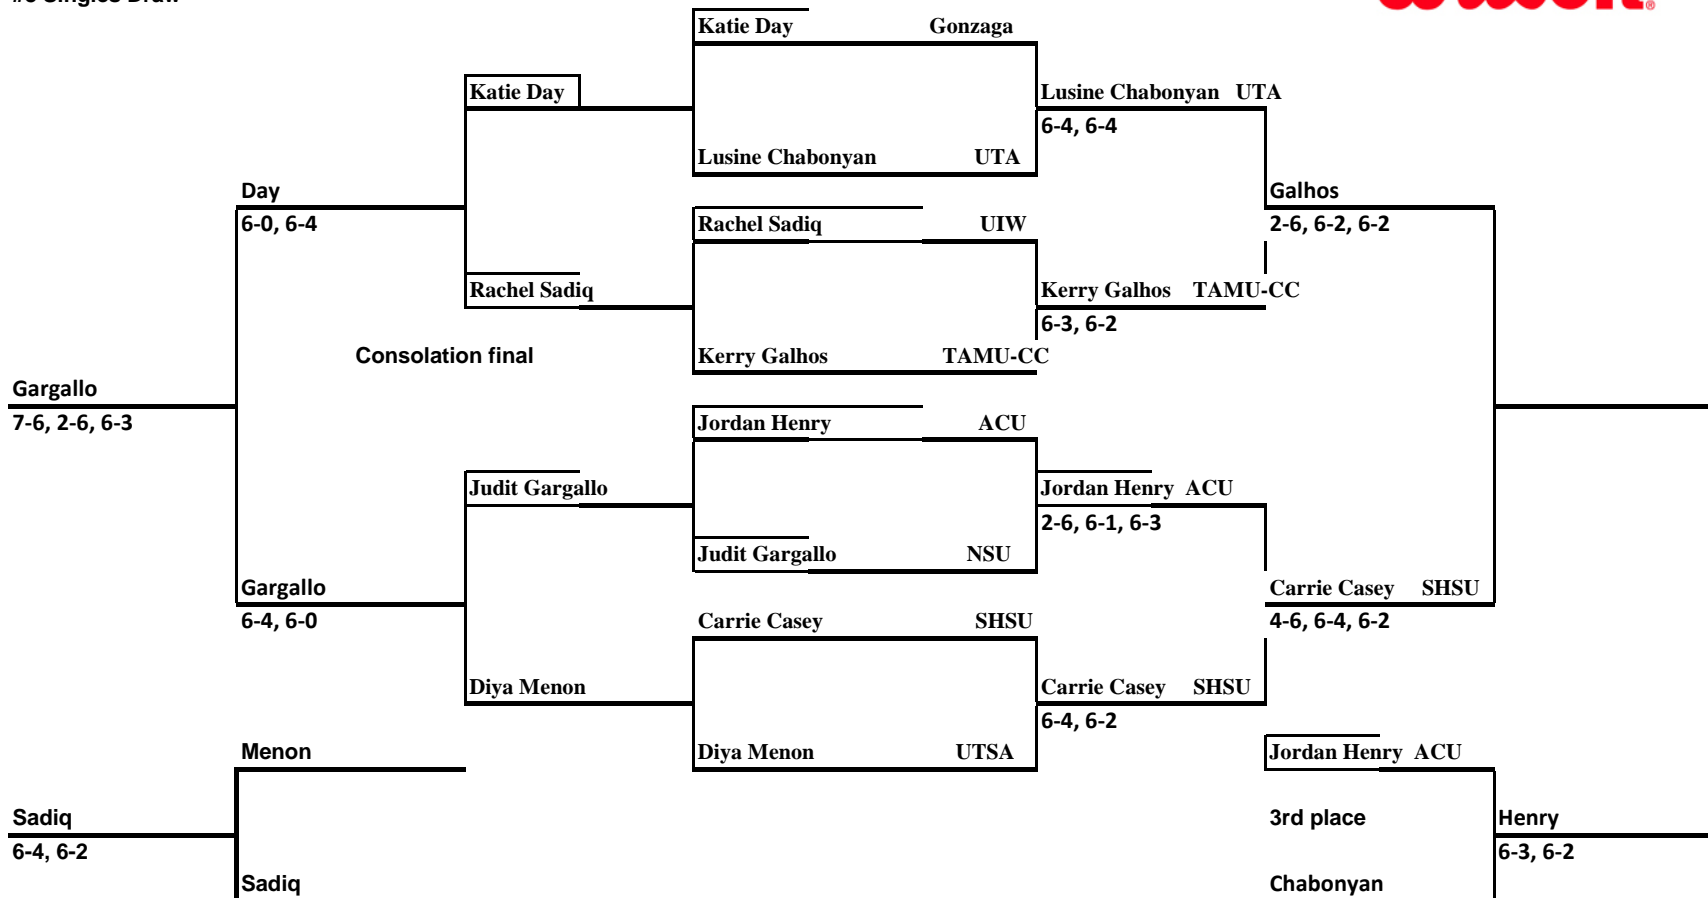 Katie Day Gonzaga
Katie Day
Lusine Chabonyan UTA
6-4, 6-4
Lusine Chabonyan UTA
Day
Galhos
6-0, 6-4
Rachel Sadiq UIW
2-6, 6-2, 6-2
Rachel Sadiq
Kerry Galhos TAMU-CC
6-3, 6-2
Consolation final
Kerry Galhos TAMU-CC
Gargallo
7-6, 2-6, 6-3
Jordan Henry ACU
Judit Gargallo
Jordan Henry ACU
2-6, 6-1, 6-3
Judit Gargallo NSU
Gargallo
Carrie Casey SHSU
6-4, 6-0
Carrie Casey SHSU
4-6, 6-4, 6-2
Diya Menon
Carrie Casey SHSU
6-4, 6-2
Menon
Diya Menon UTSA
Jordan Henry ACU
Sadiq
3rd place
Henry
6-4, 6-2
6-3, 6-2
Sadiq
Chabonyan